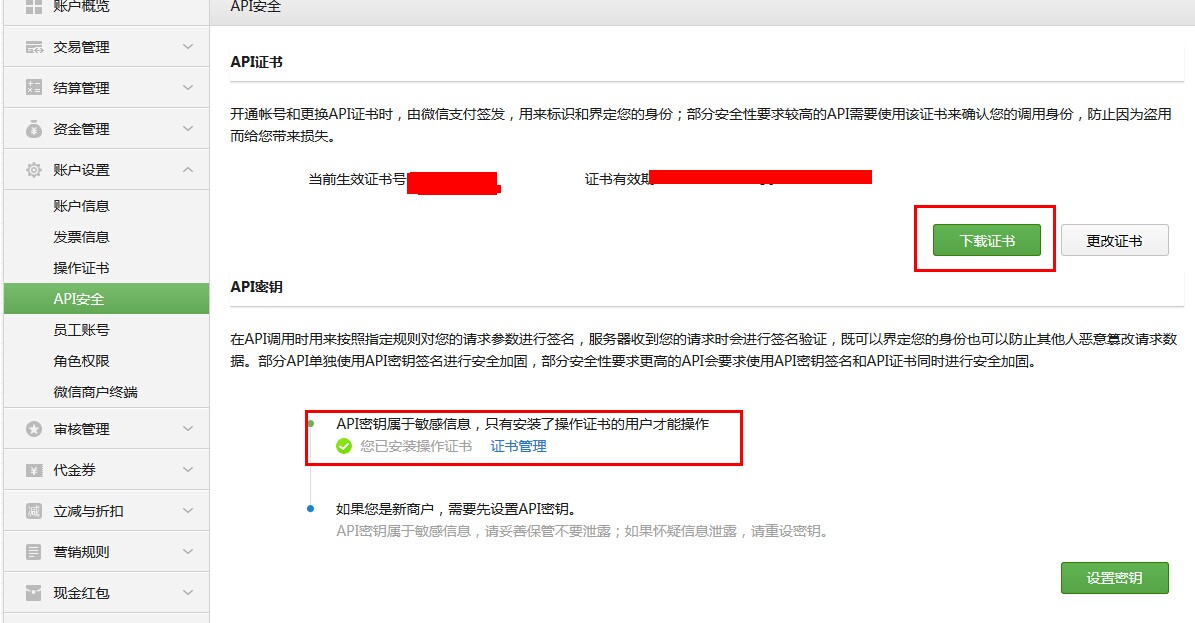 账户概览
交易管理
结算管理
资金管理
账户设置
账户信息
发票信息
操作证书
API安全
员工账号
角色权限
微信商户终端
审核管理
代金券
立减与折扣
营销规则
现金红包
API安全
API证书
开通帐号和更换API证书时，由微信支付签发，用来标识和界定您的身份；部分安全性要求较高的API需要使用该证书来确认您的调用身份，防止因为盗用
而给您带来损失。
当前生效证书号
证书有效期
下载证书
更改证书
API密钥
在API调用时用来按照指定规则对您的请求参数进行签名，服务器收到您的请求时会进行签名验证，既可以界定您的身份也可以防止其他人恶意篡改请求数
据。部分API单独使用API密钥签名进行安全加固，部分安全性要求更高的API会要求使用API密钥签名和API证书同时进行安全加固。
API密钥属于敏感信息，只有安装了操作证书的用户才能操作
您已安装操作证书 证书管理
如果您是新商户，需要先设置API密钥。
API密钥属于敏感信息，请妥善保管不要泄露；如果怀疑信息泄露，请重设密钥。
设置密钥